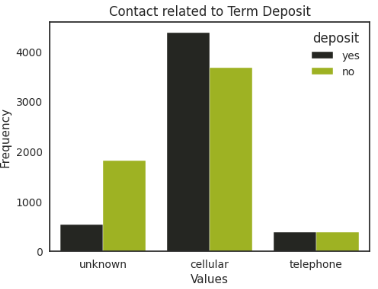 Contact related to Term Deposit
deposit
yes
no
4000
3000
2000
1000
0
Frequency
unknown
cellular
telephone
Values